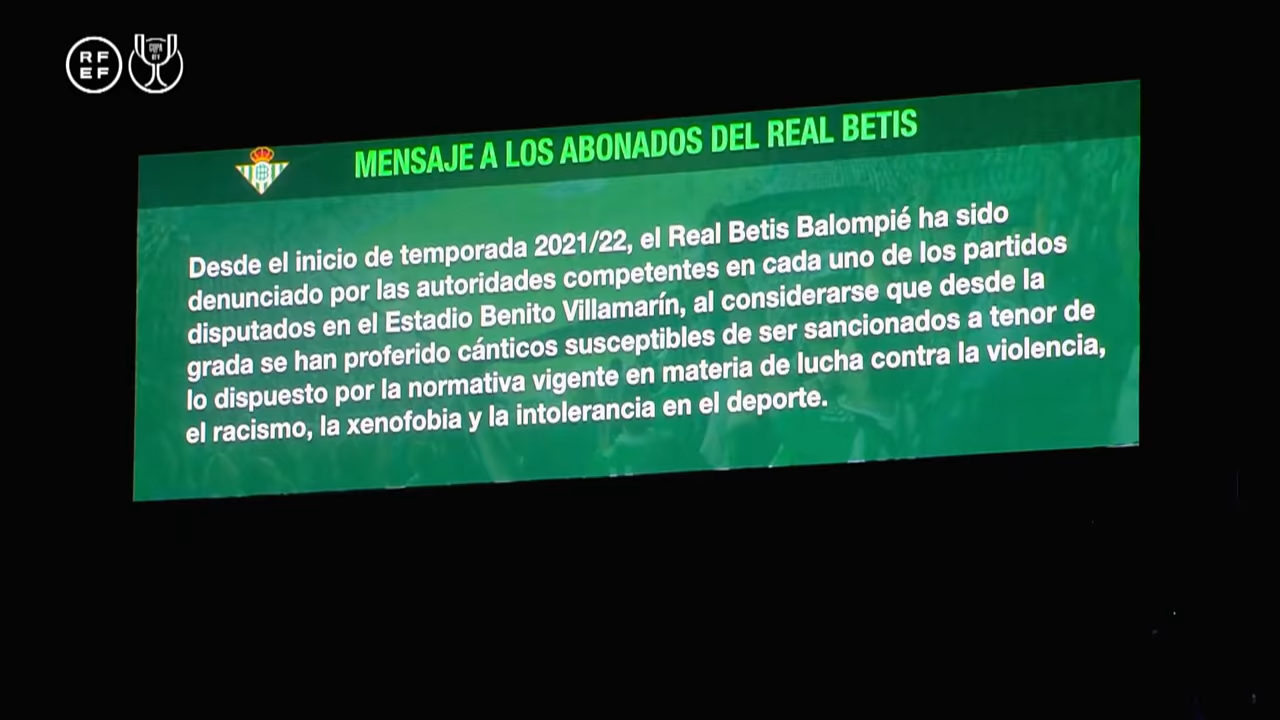 RF
EF
COPA
MENSAJE A LOS ABONADOS DEL REAL BETIS
Desde el inicio de temporada 2021/22, el Real Betis Balompié ha sido
denunciado por las autoridades competentes en cada uno de los partidos
disputados en el Estadio Benito Villamarín, al considerarse que desde la
grada se han proferido cánticos susceptibles de ser sancionados a tenor de
lo dispuesto por la normativa vigente en materia de lucha contra la violencia,
el racismo, la xenofobia y la intolerancia en el deporte.